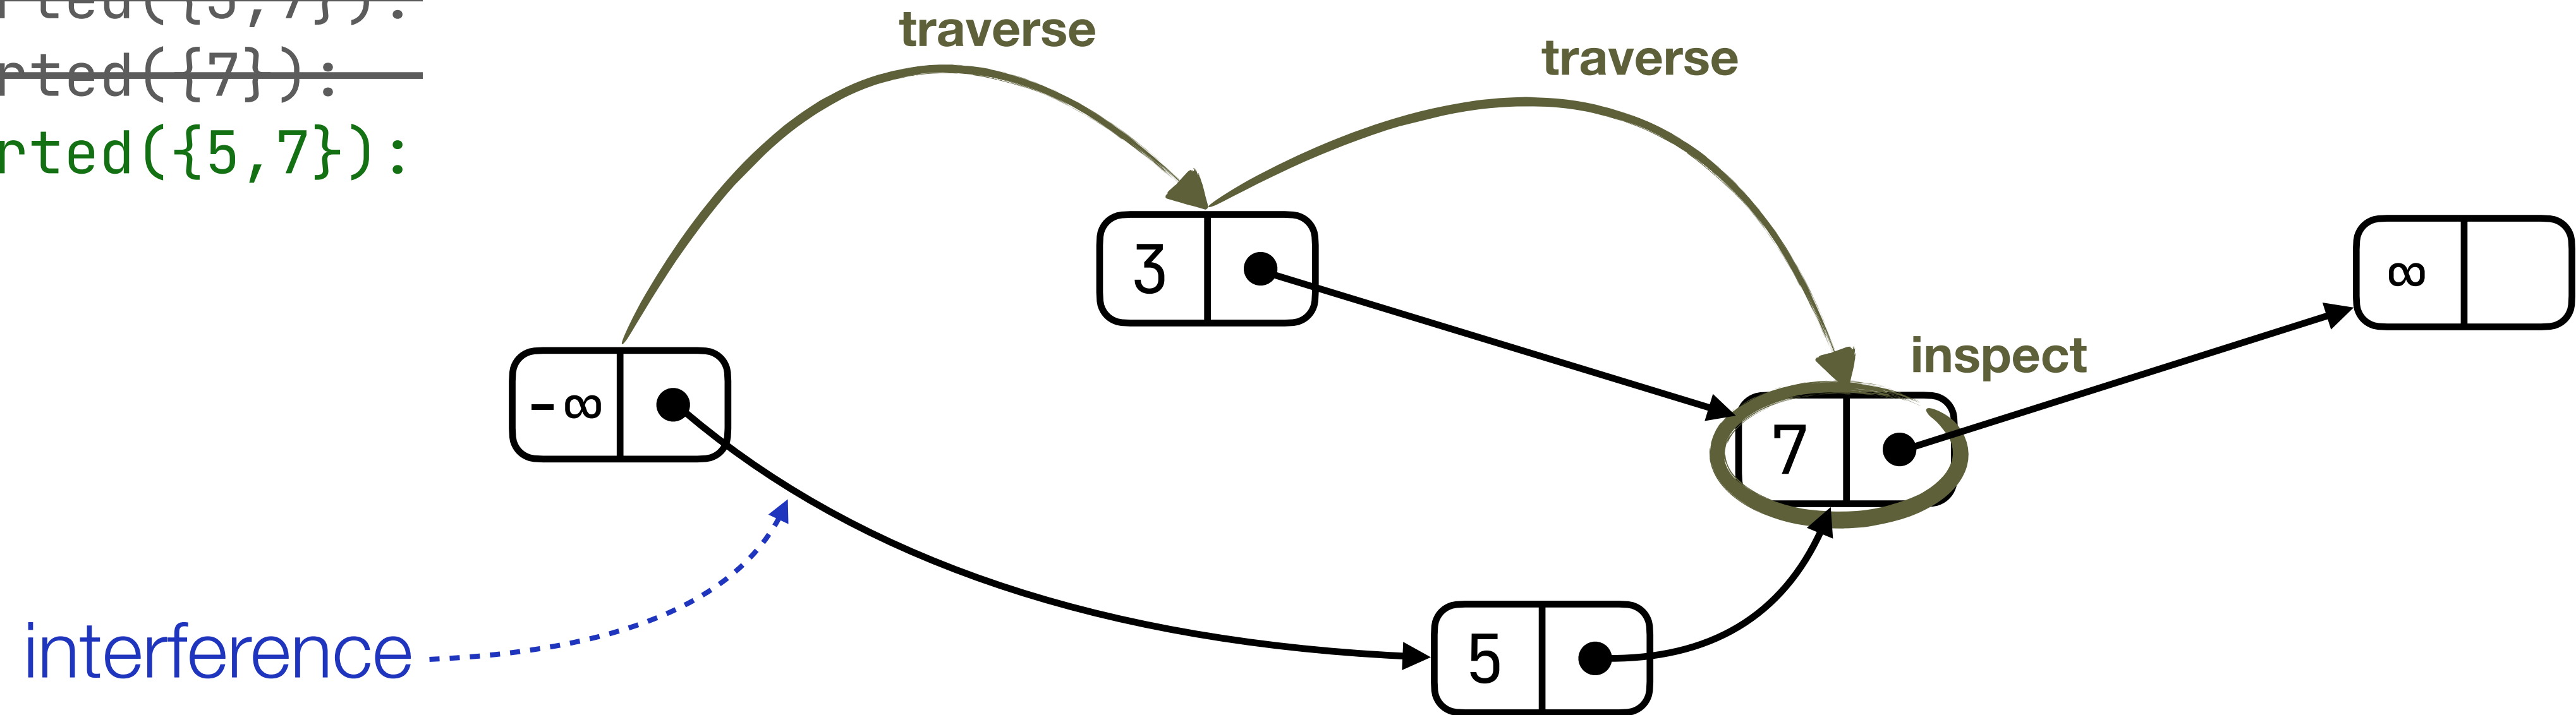 rted({7}):
rted({5,7}):
traverse
traverse
3
∞
inspect
-∞
7
interference
5